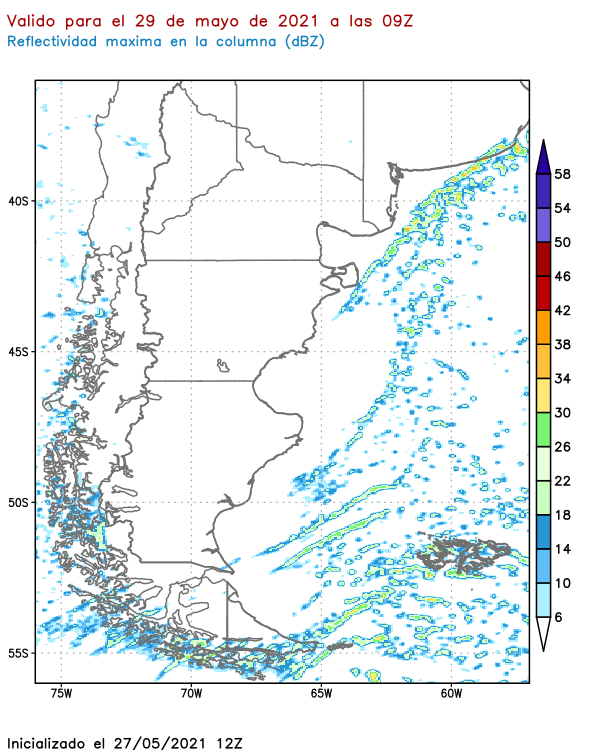 Valido para el 29 de mayo de 2021 a las 09Z
Reflectividad maxima en la columna (dBZ)
58
54
50
46
42
38
34
30
26
22
18
14
10
6
40S
45S
50S
55S
75W
70W
65W
60W
Inicializado el 27/05/2021 12Z